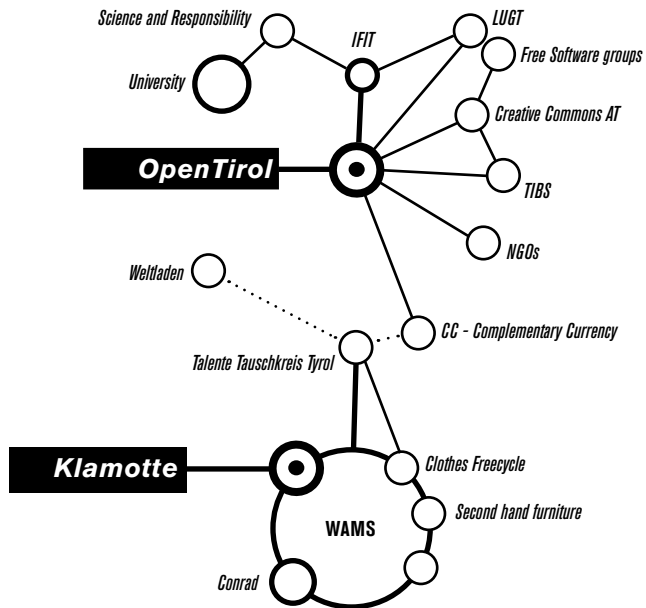 Science and Responsibility
LUGT
IFIT
Free Software groups
University
Creative Commons AT
OpenTirol
TIBS
NGOs
Weltladen
CC - Complementary Currency
Talente Tauschkreis Tyrol
Klamotte
Clothes Freecycle
Second hand furniture
WAMS
Conrad